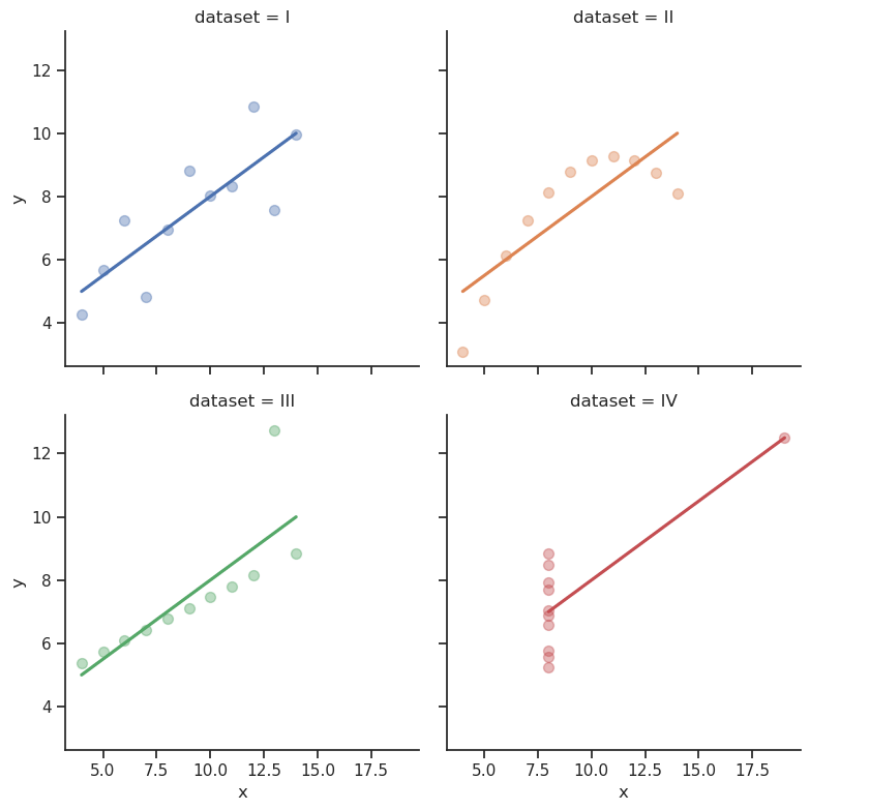 dataset = I
dataset = II
12
10
8
6
4
y
dataset = III
dataset = IV
12
10
8
6
4
y
5.0 7.5 10.0 12.5 15.0 17.5
5.0 7.5 10.0 12.5 15.0 17.5
x
x